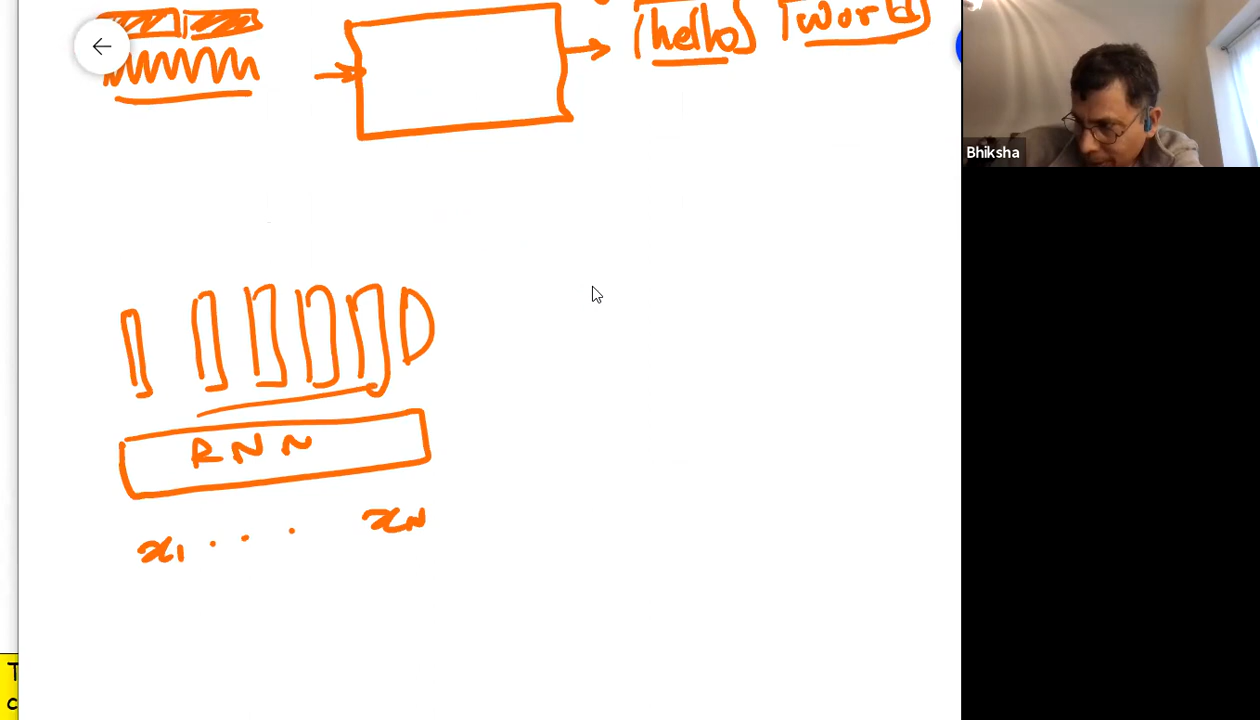 |hello| |world|
Bhiksha
RNN
x1 . . . xN
T
c